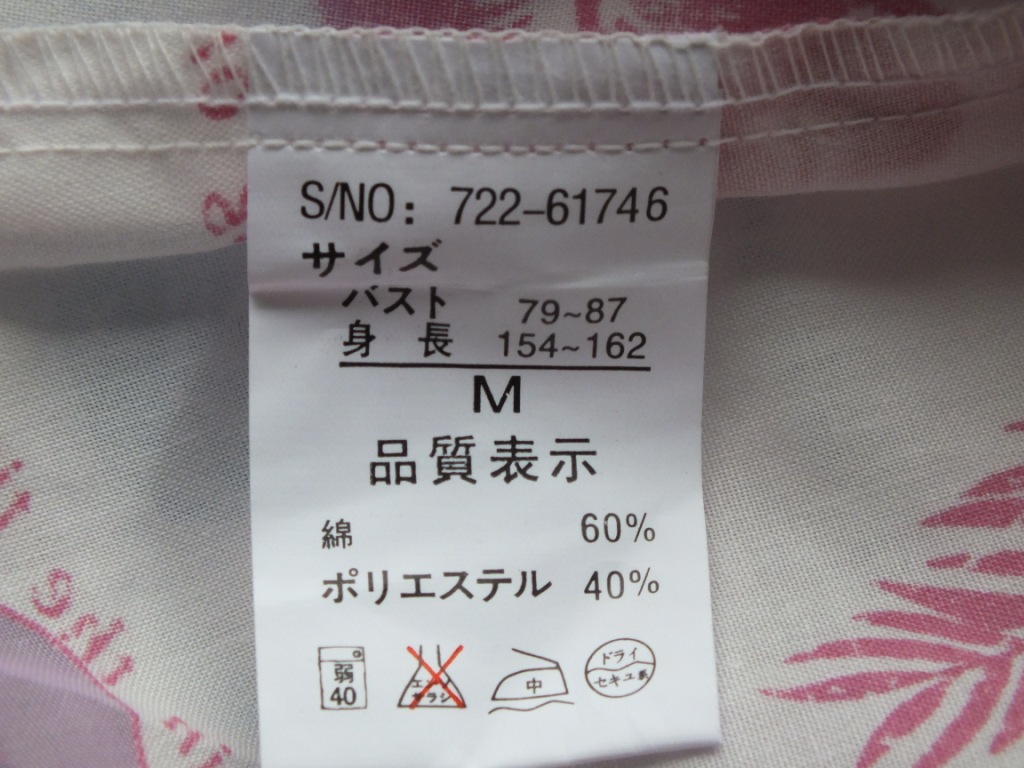 S/NO: 722-61746
サイズ
バスト 79~87
身長 154~162
M
品質表示
綿 60%
ポリエステル 40%
弱 40
エンソ サラシ
中
ドライ
セキユ系